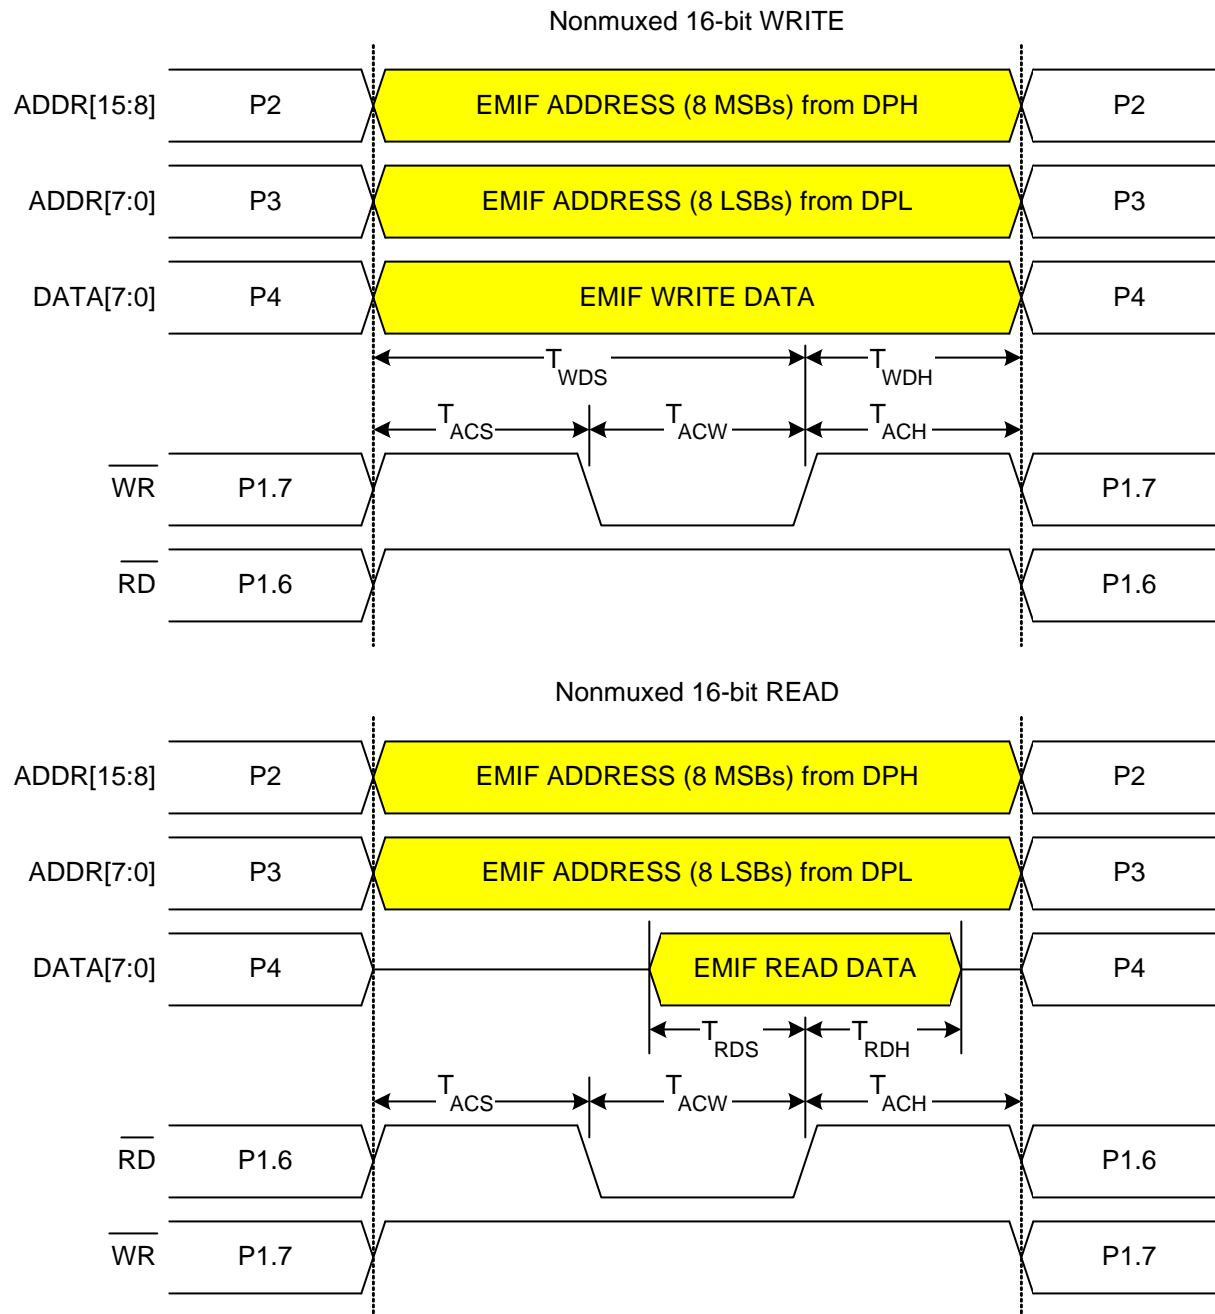 Nonmuxed 16-bit WRITE
ADDR[15:8] P2 EMIF ADDRESS (8 MSBs) from DPH P2
ADDR[7:0] P3 EMIF ADDRESS (8 LSBs) from DPL P3
DATA[7:0] P4 EMIF WRITE DATA P4
TWDS TWDH
TACS TACW TACH
WR P1.7 P1.7
RD P1.6 P1.6
Nonmuxed 16-bit READ
ADDR[15:8] P2 EMIF ADDRESS (8 MSBs) from DPH P2
ADDR[7:0] P3 EMIF ADDRESS (8 LSBs) from DPL P3
DATA[7:0] P4 EMIF READ DATA P4
TRDS TRDH
TACS TACW TACH
RD P1.6 P1.6
WR P1.7 P1.7